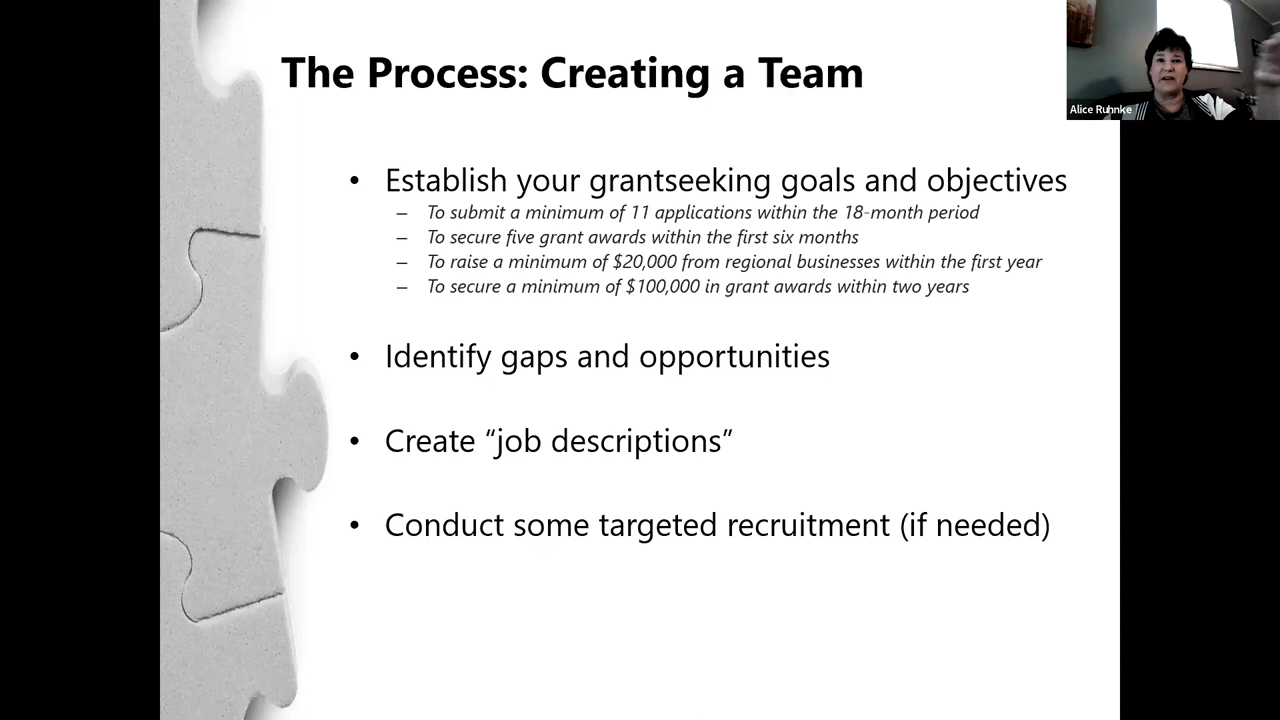 The Process: Creating a Team
Alice Ruhnke
• Establish your grantseeking goals and objectives
– To submit a minimum of 11 applications within the 18-month period
– To secure five grant awards within the first six months
– To raise a minimum of $20,000 from regional businesses within the first year
– To secure a minimum of $100,000 in grant awards within two years
• Identify gaps and opportunities
• Create “job descriptions”
• Conduct some targeted recruitment (if needed)